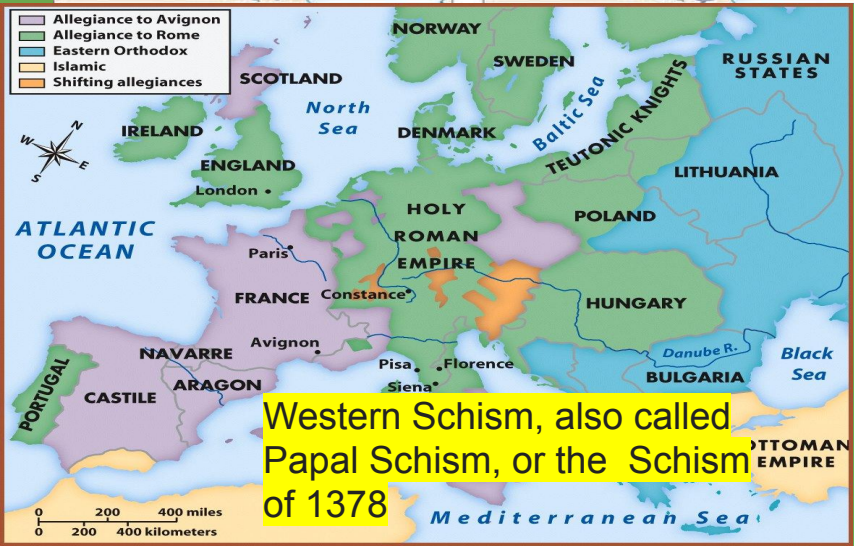 Allegiance to Avignon
Allegiance to Rome
Eastern Orthodox
Islamic
Shifting allegiances
NORWAY
SWEDEN
RUSSIAN
STATES
SCOTLAND
North
Sea
Baltic Sea
TEUTONIC KNIGHTS
N
E
S
W
IRELAND
DENMARK
ENGLAND
London
LITHUANIA
HOLY
ROMAN
EMPIRE
POLAND
ATLANTIC
OCEAN
Paris
FRANCE
Constance
HUNGARY
Avignon
NAVARRE
Pisa
Florence
Siena
Danube R.
Black
Sea
BULGARIA
PORTUGAL
CASTILE
ARAGON
Western Schism, also called
Papal Schism, or the Schism
of 1378
OTTOMAN
EMPIRE
0 200 400 miles
0 200 400 kilometers
Mediterranean Sea